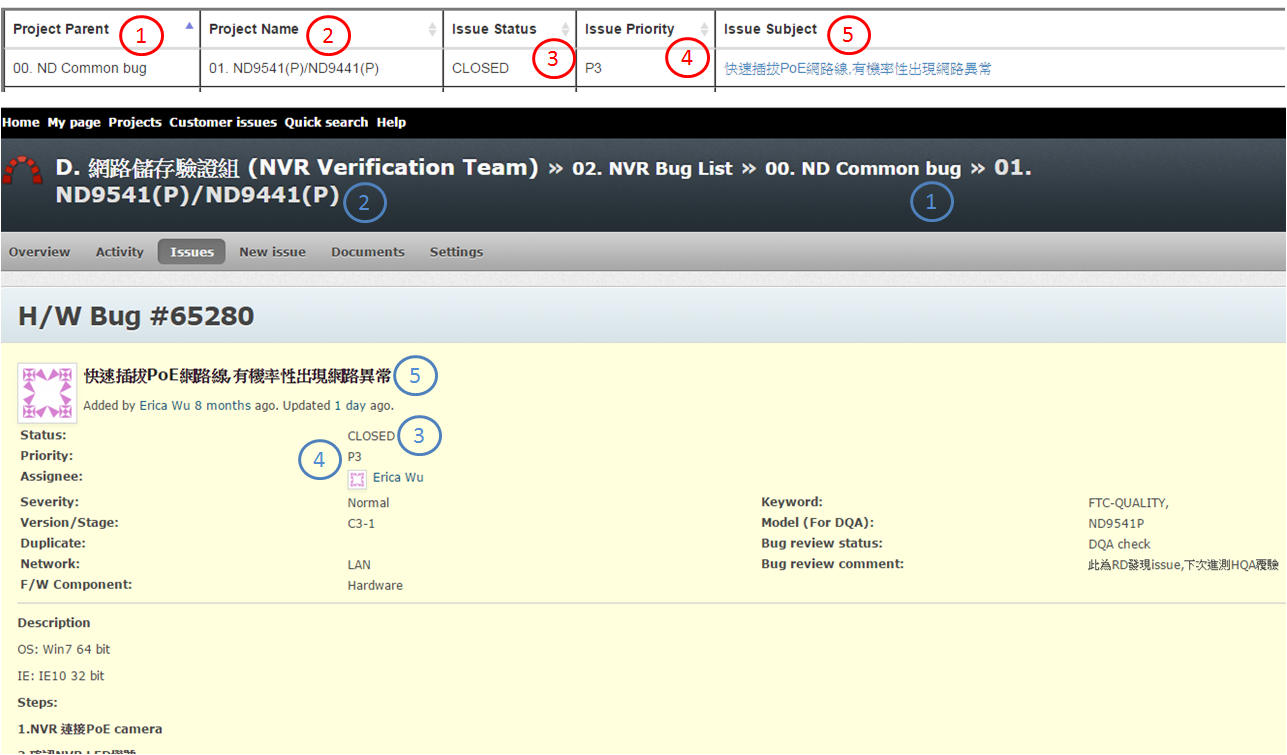 Project Parent 1 Project Name 2 Issue Status Issue Priority Issue Subject 5
00. ND Common bug 01. ND9541(P)/ND9441(P) CLOSED 3 P3 4 快速插拔PoE網路線,有機率性出現網路異常
Home My page Projects Customer issues Quick search Help
D. 網路儲存驗證組 (NVR Verification Team) » 02. NVR Bug List » 00. ND Common bug » 01.
ND9541(P)/ND9441(P) 2 1
Overview Activity Issues New issue Documents Settings
H/W Bug #65280
快速插拔PoE網路線,有機率性出現網路異常 5
Added by Erica Wu 8 months ago. Updated 1 day ago.
Status: CLOSED 3
Priority: 4 P3
Assignee: Erica Wu
Severity: Normal Keyword: FTC-QUALITY,
Version/Stage: C3-1 Model (For DQA): ND9541P
Duplicate: Bug review status: DQA check
Network: LAN Bug review comment: 此為RD發現issue,下次進測HQA覆驗
F/W Component: Hardware
Description
OS: Win7 64 bit
IE: IE10 32 bit
Steps:
1.NVR 連接PoE camera